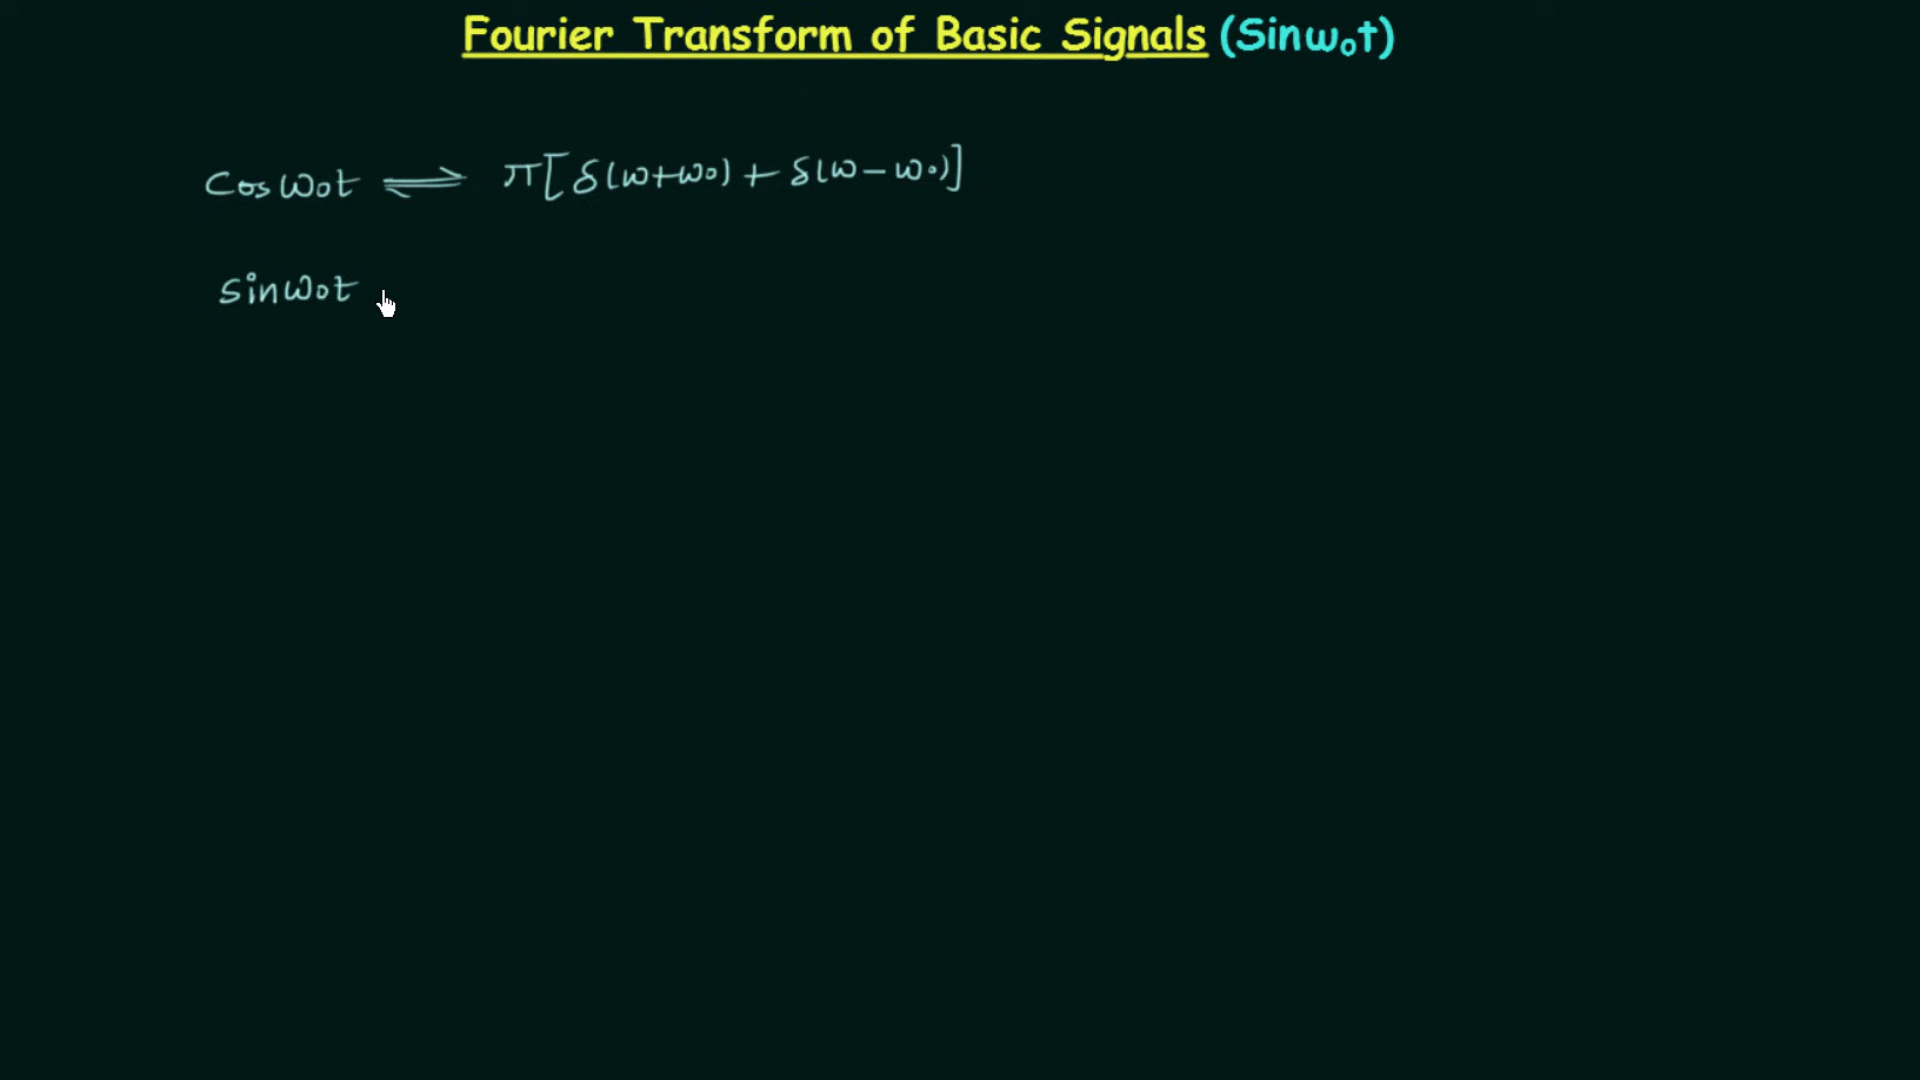 Fourier Transform of Basic Signals (Sinω₀t)
Cosω₀t ⇌ π[δ(ω+ω₀) + δ(ω-ω₀)]
Sinω₀t